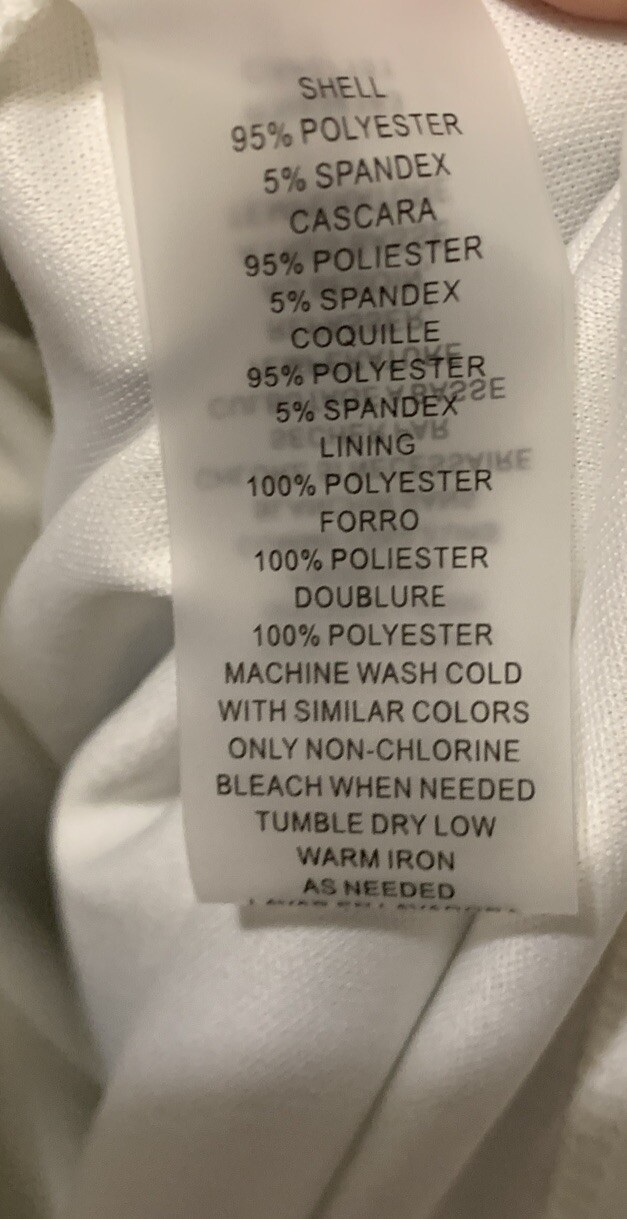 SHELL
95% POLYESTER
5% SPANDEX
CASCARA
95% POLIESTER
5% SPANDEX
COQUILLE
95% POLYESTER
5% SPANDEX
LINING
100% POLYESTER
FORRO
100% POLIESTER
DOUBLURE
100% POLYESTER
MACHINE WASH COLD
WITH SIMILAR COLORS
ONLY NON-CHLORINE
BLEACH WHEN NEEDED
TUMBLE DRY LOW
WARM IRON
AS NEEDED